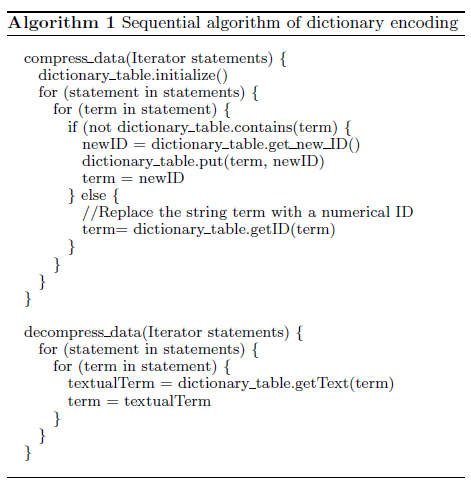 Algorithm 1 Sequential algorithm of dictionary encoding
compress_data(Iterator statements) {
dictionary_table.initialize()
for (statement in statements) {
for (term in statement) {
if (not dictionary_table.contains(term) {
newID = dictionary_table.get_new_ID()
dictionary_table.put(term, newID)
term = newID
} else {
//Replace the string term with a numerical ID
term= dictionary_table.getID(term)
}
}
}
}
decompress_data(Iterator statements) {
for (statement in statements) {
for (term in statement) {
textualTerm = dictionary_table.getText(term)
term = textualTerm
}
}
}